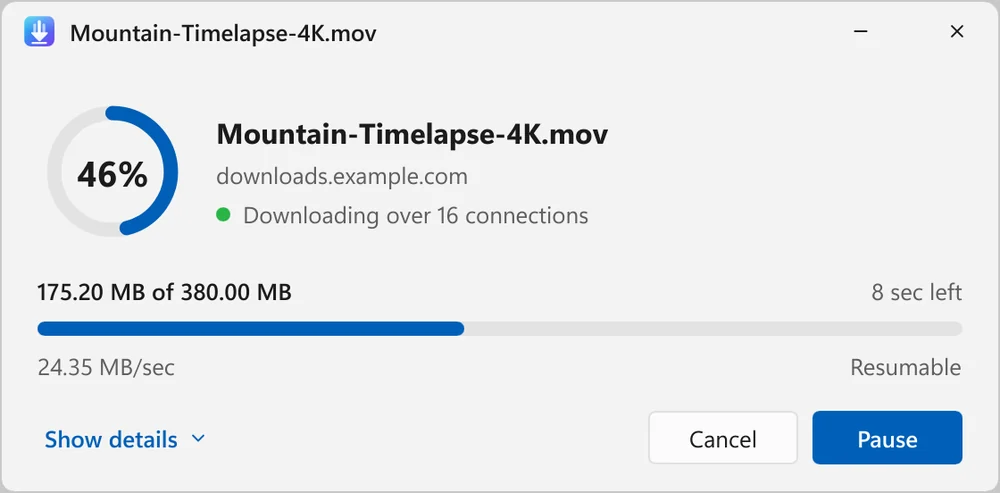 Mountain-Timelapse-4K.mov
46%
Mountain-Timelapse-4K.mov
downloads.example.com
Downloading over 16 connections
175.20 MB of 380.00 MB
8 sec left
24.35 MB/sec
Resumable
Show details
Cancel
Pause